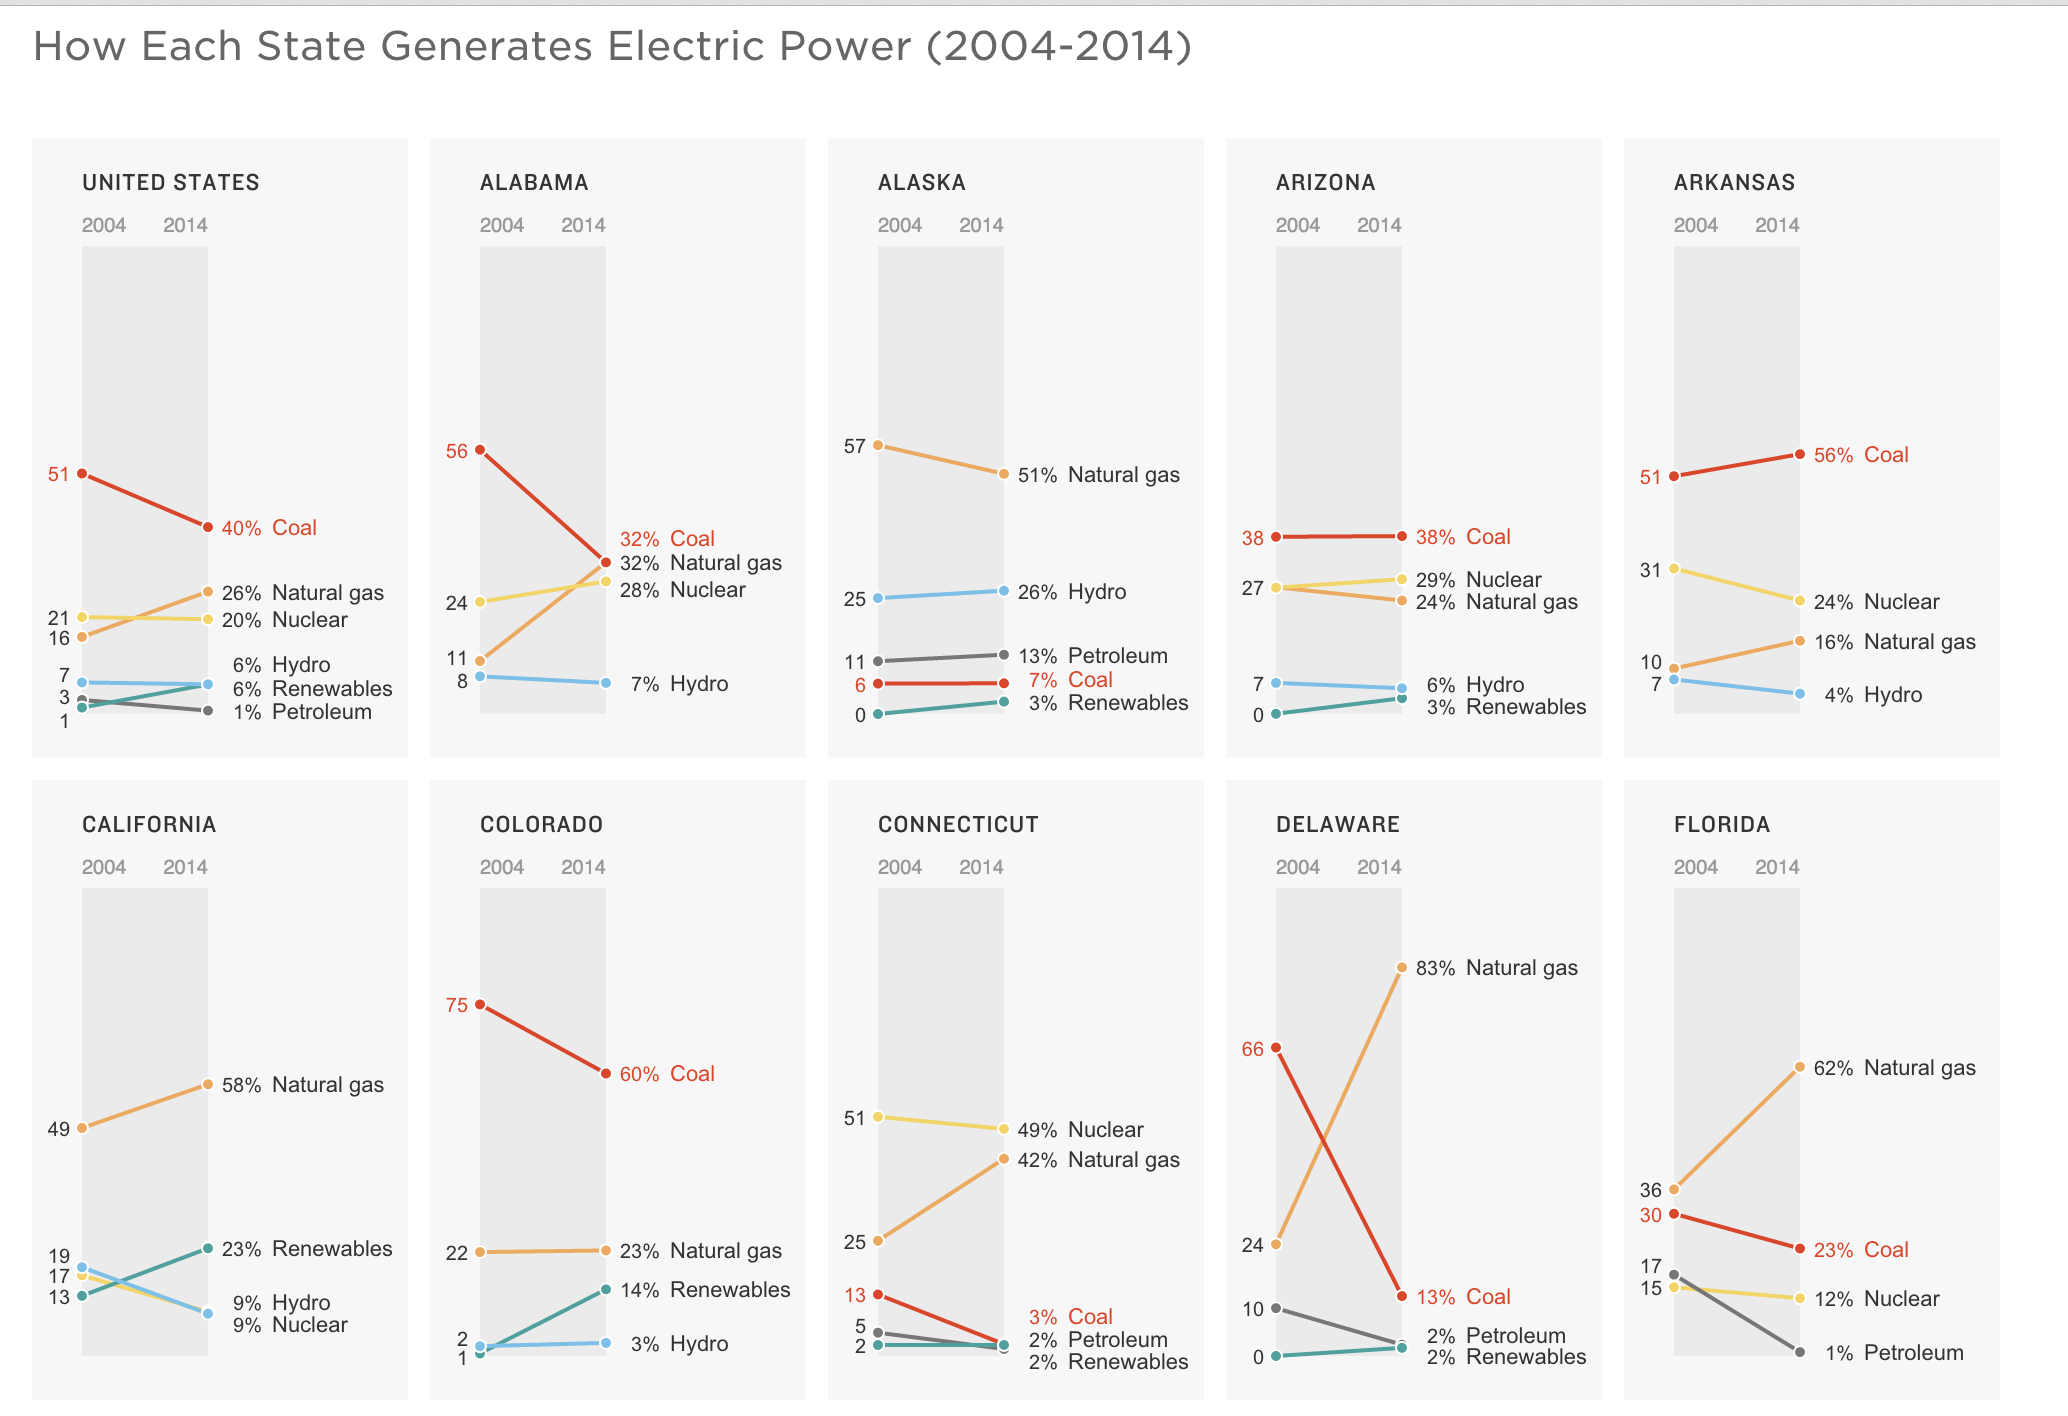 How Each State Generates Electric Power (2004-2014)
UNITED STATES
2004 2014
51
40% Coal
26% Natural gas
21
20% Nuclear
16
6% Hydro
7
6% Renewables
3
1% Petroleum
1
ALABAMA
2004 2014
56
32% Coal
32% Natural gas
28% Nuclear
24
11
8
7% Hydro
ALASKA
2004 2014
57
51% Natural gas
25
26% Hydro
11
13% Petroleum
7% Coal
6
3% Renewables
0
ARIZONA
2004 2014
38
38% Coal
29% Nuclear
27
24% Natural gas
7
6% Hydro
3% Renewables
0
ARKANSAS
2004 2014
56% Coal
51
31
24% Nuclear
16% Natural gas
10
7
4% Hydro
CALIFORNIA
2004 2014
58% Natural gas
49
23% Renewables
19
17
13
9% Hydro
9% Nuclear
COLORADO
2004 2014
75
60% Coal
22
23% Natural gas
14% Renewables
2
3% Hydro
1
CONNECTICUT
2004 2014
51
49% Nuclear
42% Natural gas
25
13
3% Coal
5
2% Petroleum
2
2% Renewables
DELAWARE
2004 2014
83% Natural gas
66
24
13% Coal
10
2% Petroleum
0
2% Renewables
FLORIDA
2004 2014
62% Natural gas
36
30
23% Coal
17
15
12% Nuclear
1% Petroleum